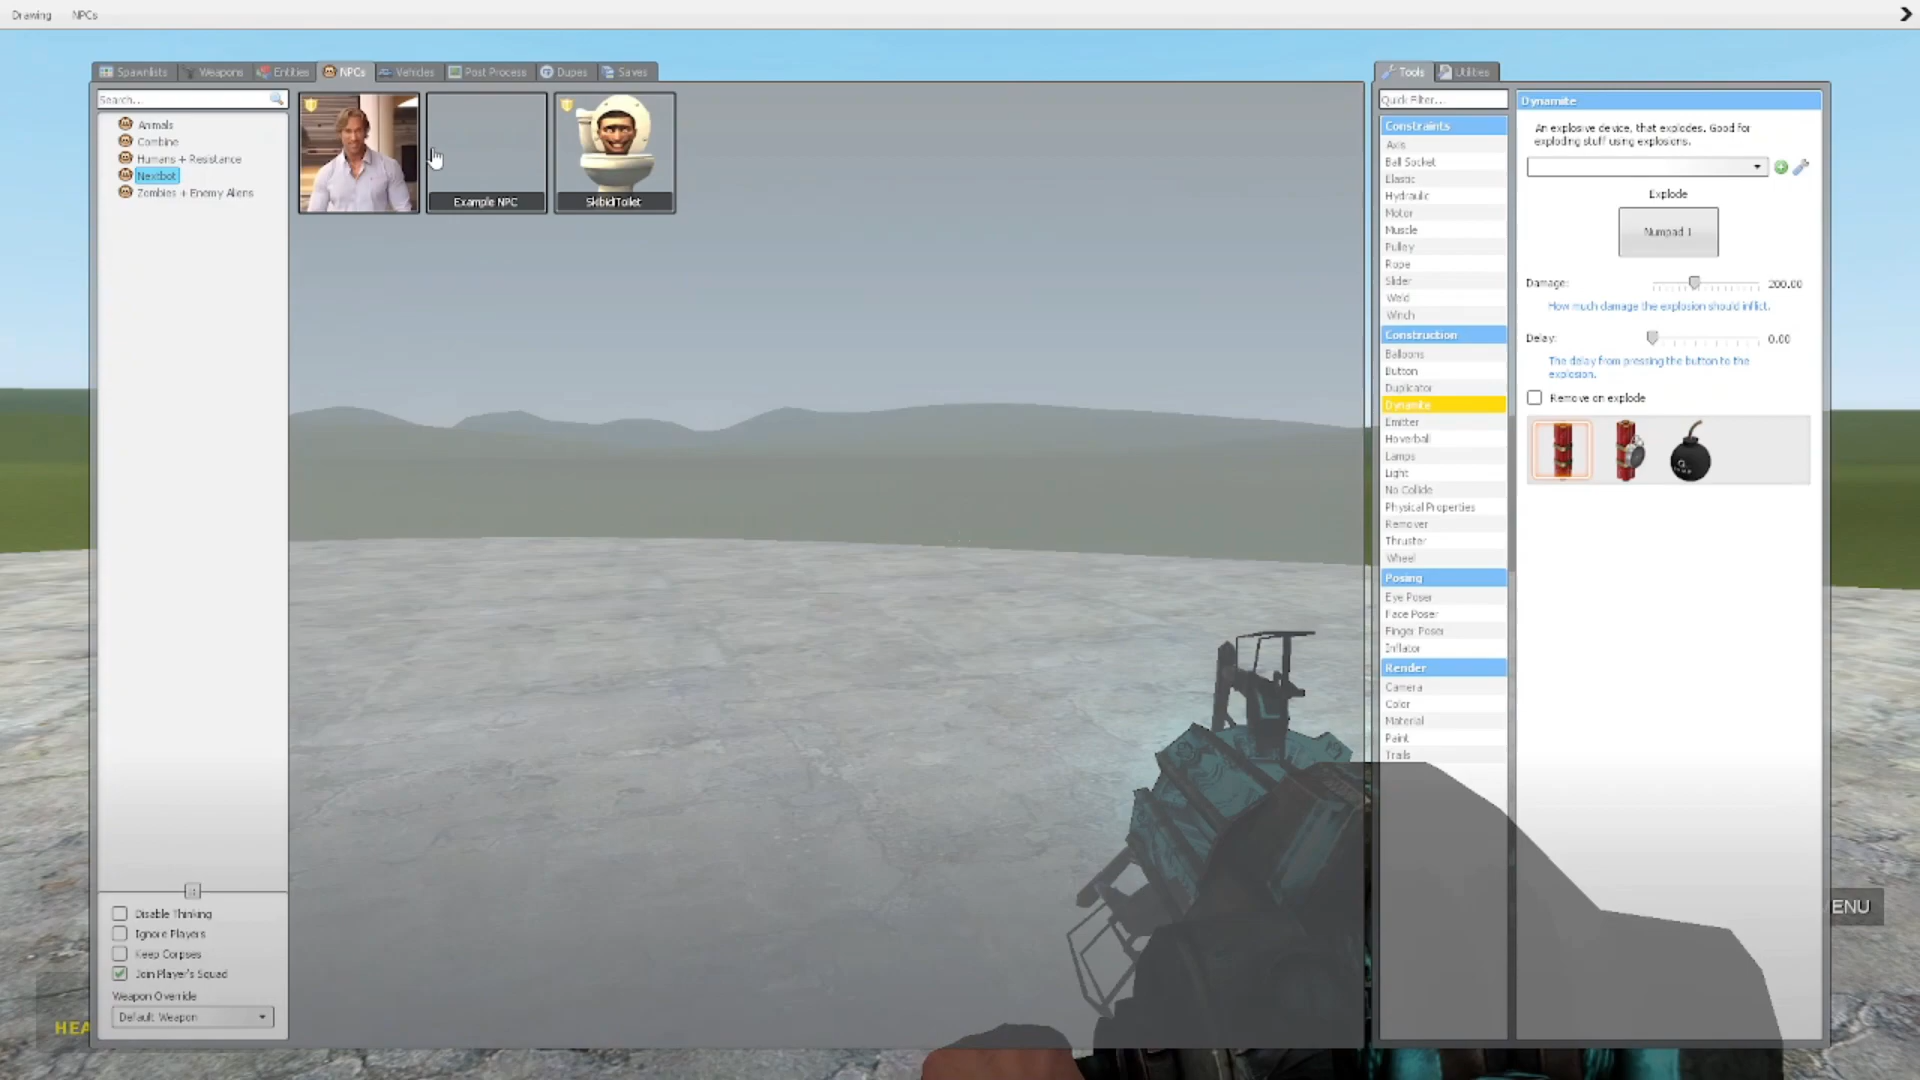 Drawing NPCs
Spawnlists Weapons Entities NPCs Vehicles Post Process Dupes Saves
Search...
Animals
Combine
Humans + Resistance
Nextbot
Zombies + Enemy Aliens
Example NPC
SkibidiToilet
Disable Thinking
Ignore Players
Keep Corpses
Join Player's Squad
Weapon Override
Default Weapon
HEA
Tools Utilities
Quick Filter...
Constraints
Axis
Ball Socket
Elastic
Hydraulic
Motor
Muscle
Pulley
Rope
Slider
Weld
Winch
Construction
Balloons
Button
Duplicator
Dynamite
Emitter
Hoverball
Lamps
Light
No Collide
Physical Properties
Remover
Thruster
Wheel
Posing
Eye Poser
Face Poser
Finger Poser
Inflator
Render
Camera
Color
Material
Paint
Trails
Dynamite
An explosive device, that explodes. Good for
exploding stuff using explosions.
Explode
Numpad 1
Damage: 200.00
How much damage the explosion should inflict.
Delay: 0.00
The delay from pressing the button to the
explosion.
Remove on explode
ENU